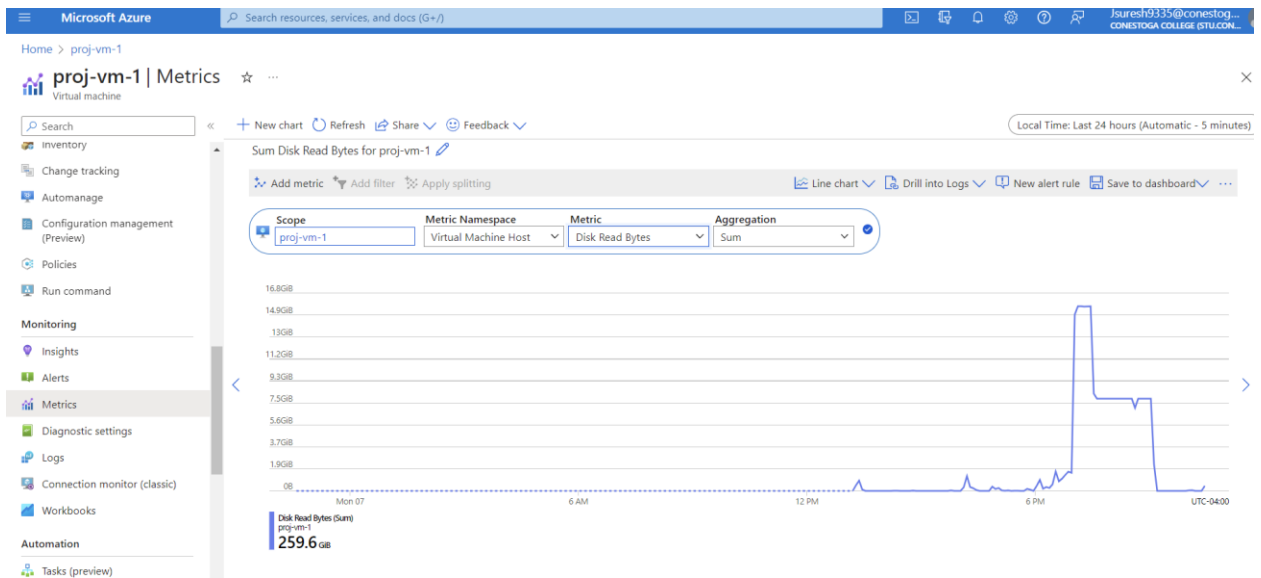 Microsoft Azure
Search resources, services, and docs (G+/)
Jsuresh9335@conestog...
CONESTOGA COLLEGE (STU.CON...
Home > proj-vm-1
proj-vm-1 | Metrics
Virtual machine
Search
New chart Refresh Share Feedback
Local Time: Last 24 hours (Automatic - 5 minutes)
Inventory
Change tracking
Automanage
Configuration management
(Preview)
Policies
Run command
Monitoring
Insights
Alerts
Metrics
Diagnostic settings
Logs
Connection monitor (classic)
Workbooks
Automation
Tasks (preview)
Sum Disk Read Bytes for proj-vm-1
Add metric Add filter Apply splitting
Line chart Drill into Logs New alert rule Save to dashboard ...
Scope Metric Namespace Metric Aggregation
proj-vm-1 Virtual Machine Host Disk Read Bytes Sum
16.8GiB
14.9GiB
13GiB
11.2GiB
9.3GiB
7.5GiB
5.6GiB
3.7GiB
1.9GiB
0B
Mon 07 6 AM 12 PM 6 PM UTC-04:00
Disk Read Bytes (Sum)
proj-vm-1
259.6 GiB